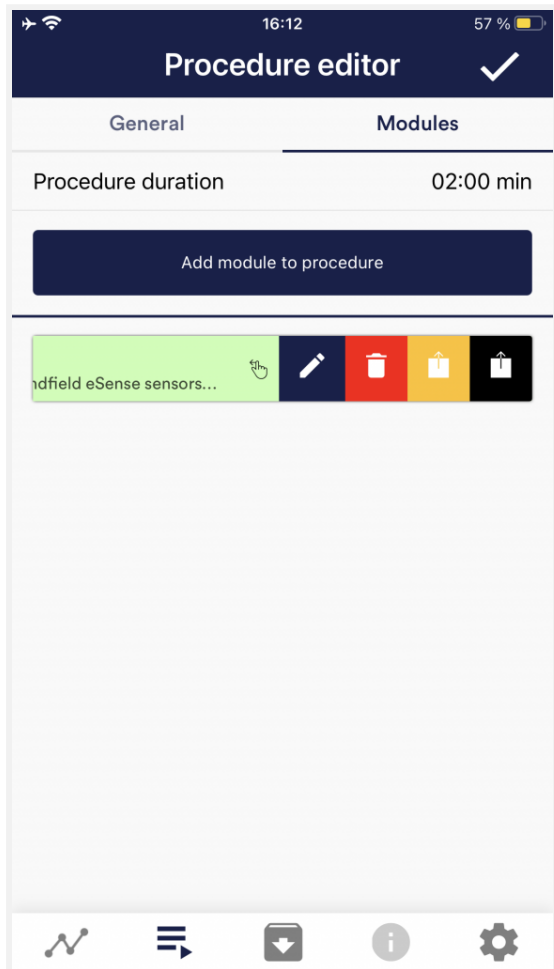 16:12
57 %
Procedure editor
General
Modules
Procedure duration
02:00 min
Add module to procedure
ndfield eSense sensors...